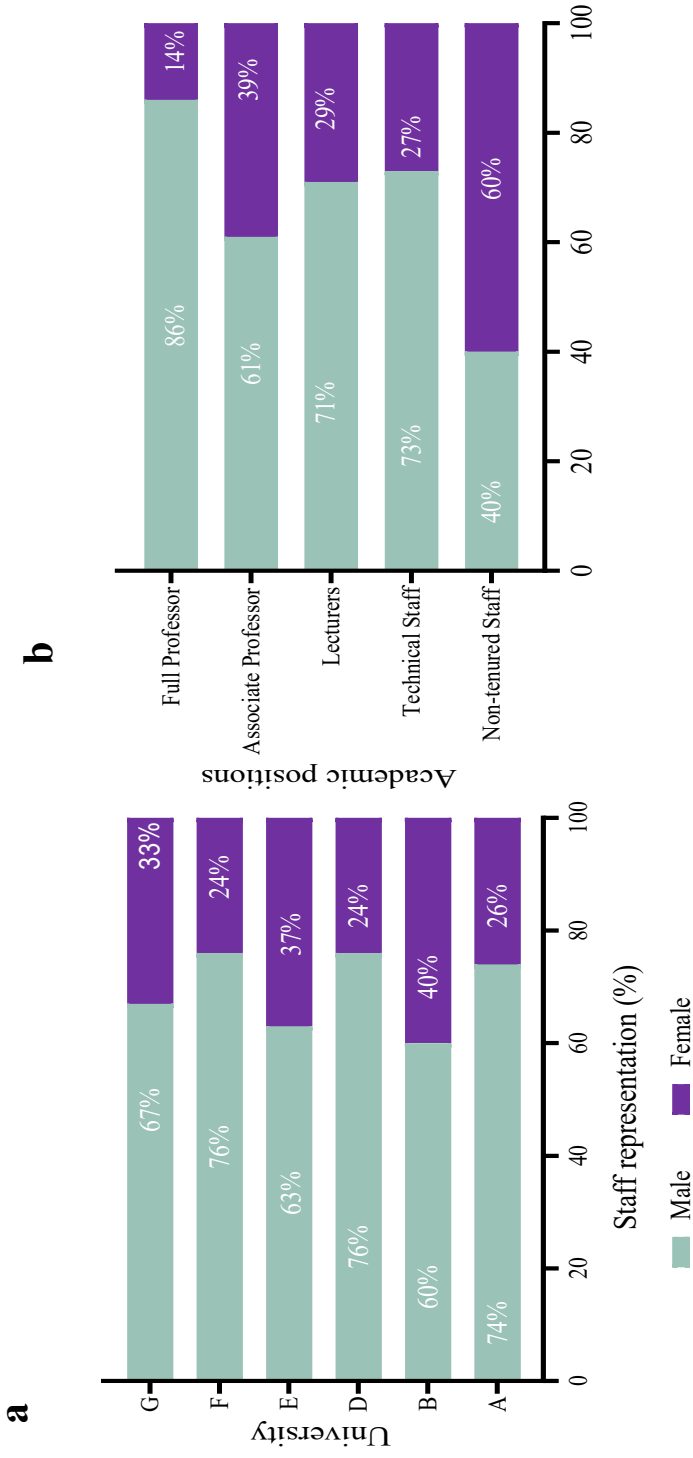 a
University
G
67%
33%
F
76%
24%
E
63%
37%
D
76%
24%
B
60%
40%
A
74%
26%
0 20 40 60 80 100
Staff representation (%)
Male Female
b
Academic positions
Full Professor
86%
14%
Associate Professor
61%
39%
Lecturers
71%
29%
Technical Staff
73%
27%
Non-tenured Staff
40%
60%
0 20 40 60 80 100